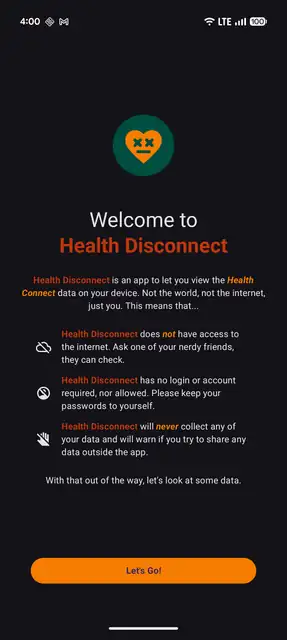 4:00 LTE 100
Welcome to
Health Disconnect
Health Disconnect is an app to let you view the Health
Connect data on your device. Not the world, not the internet,
just you. This means that...
Health Disconnect does not have access to
the internet. Ask one of your nerdy friends,
they can check.
Health Disconnect has no login or account
required, nor allowed. Please keep your
passwords to yourself.
Health Disconnect will never collect any of
your data and will warn if you try to share any
data outside the app.
With that out of the way, let's look at some data.
Let's Go!